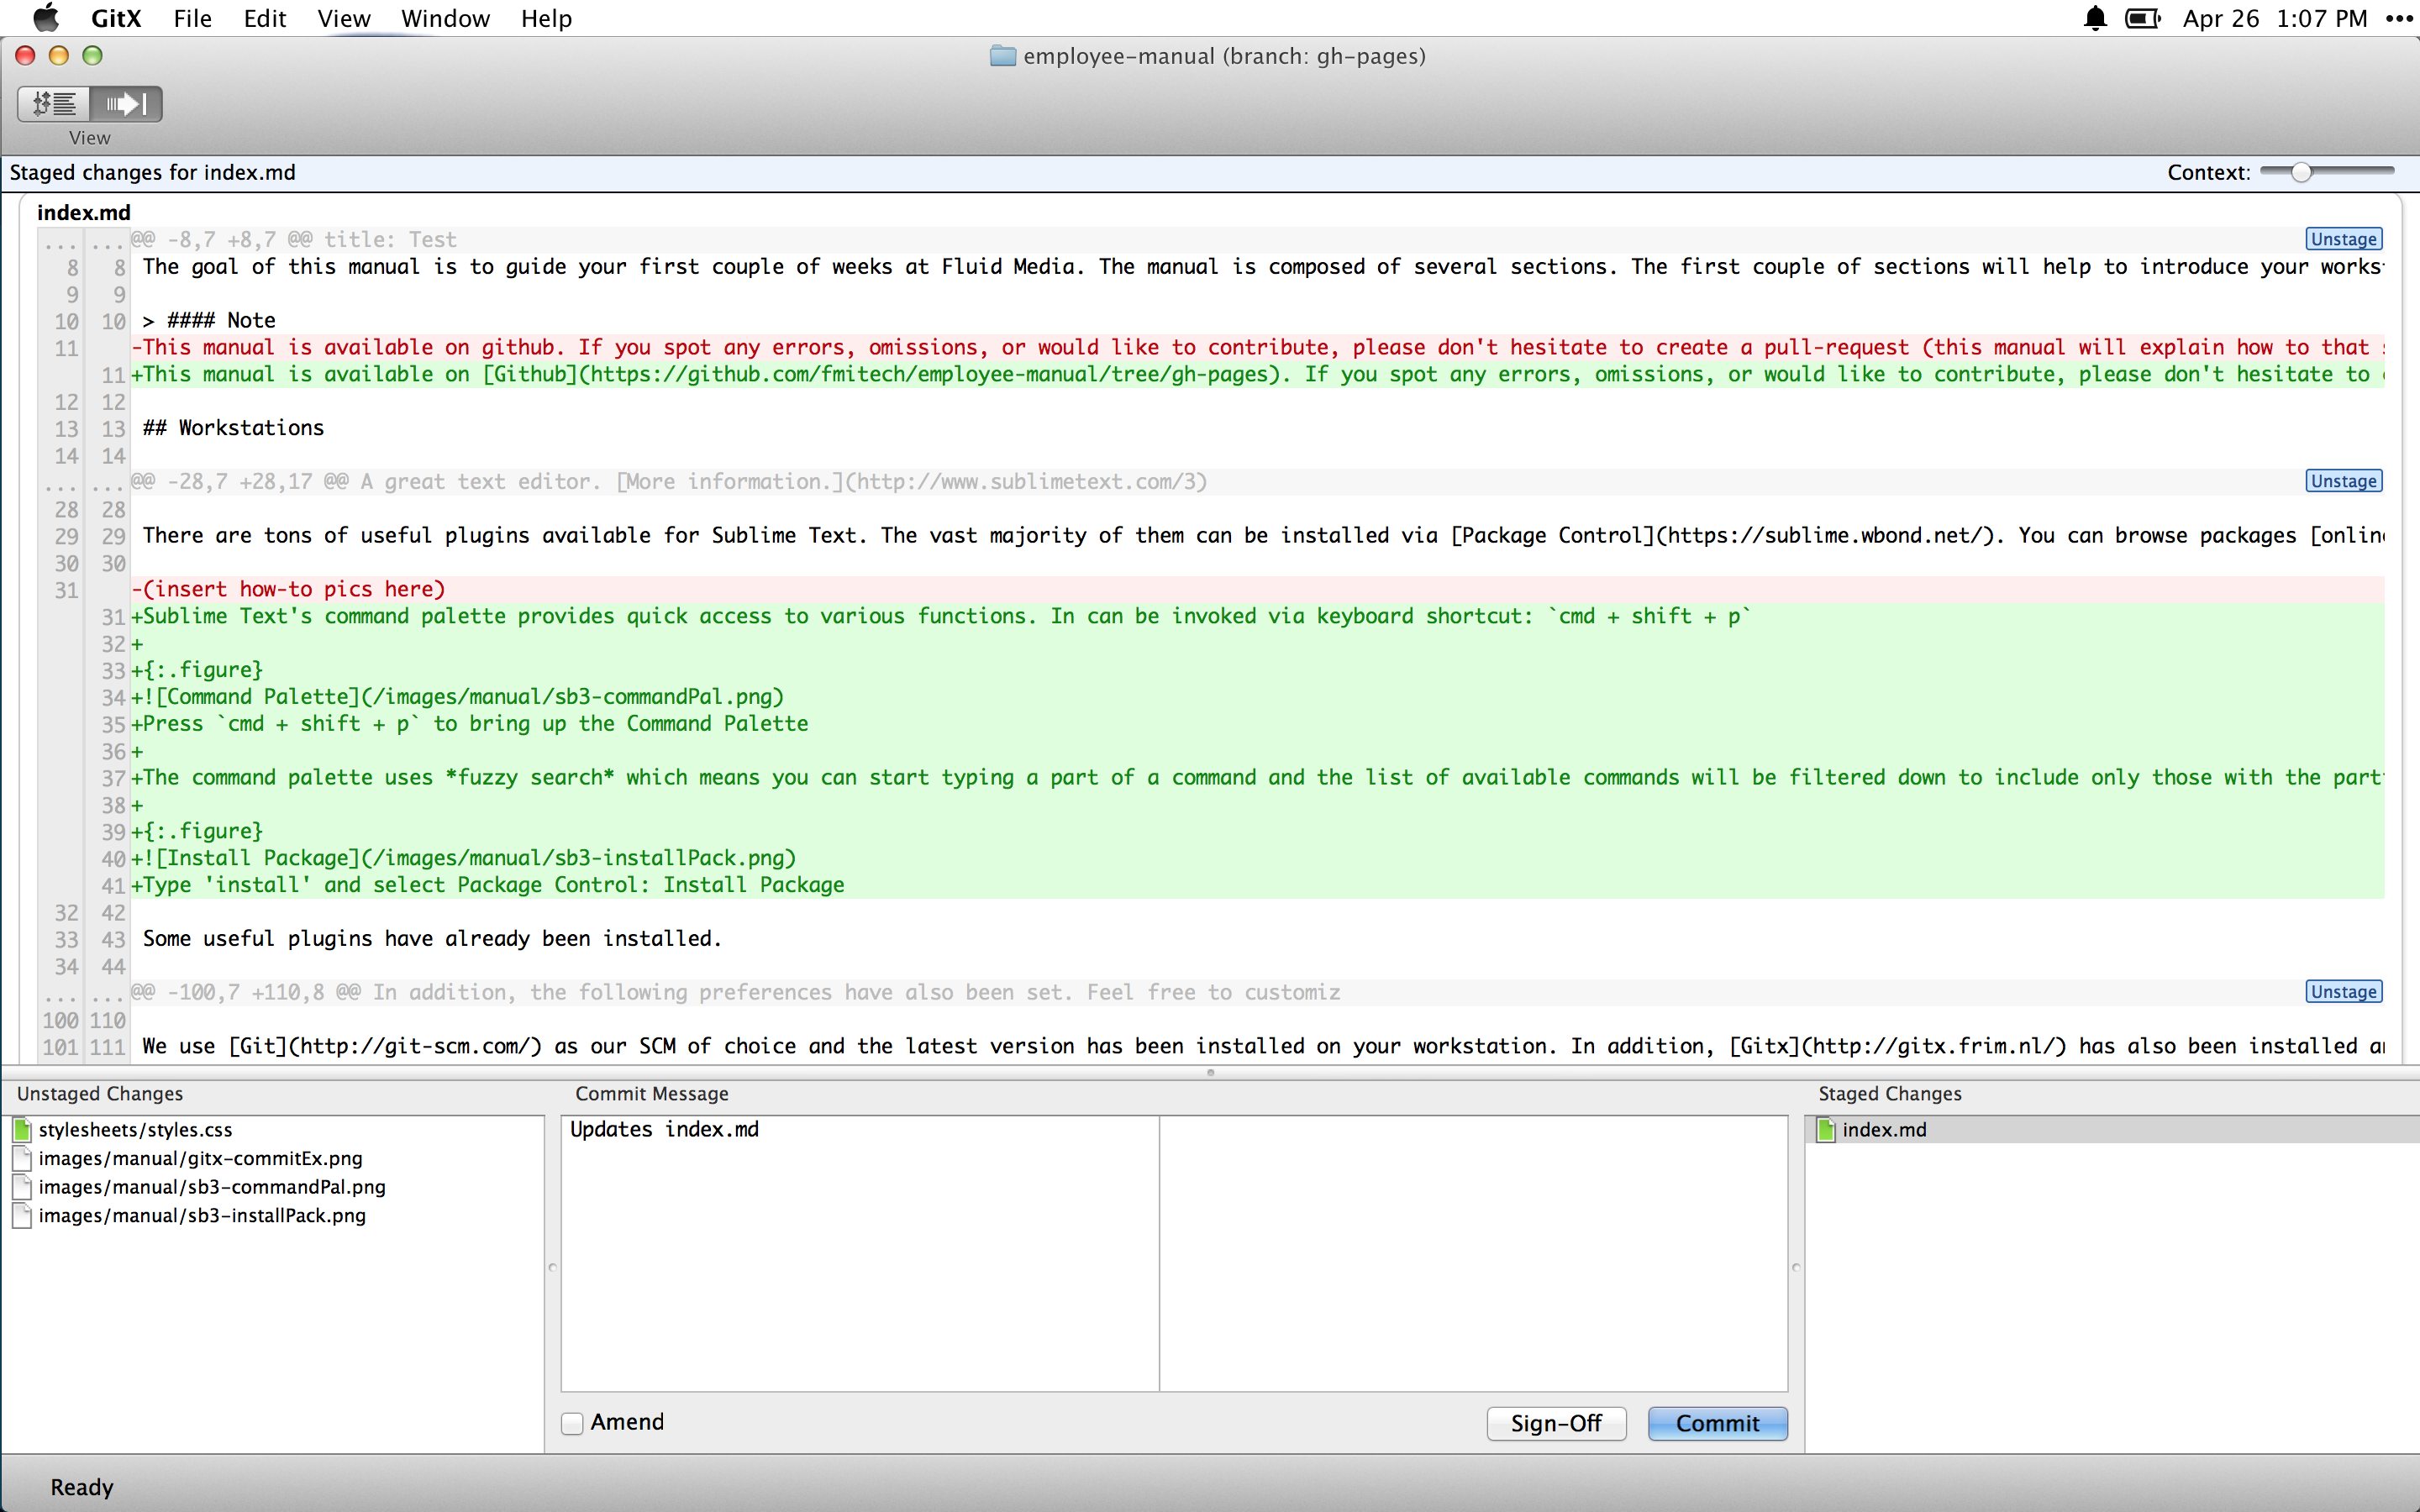 GitX File Edit View Window Help Apr 26 1:07 PM
employee-manual (branch: gh-pages)
View
Staged changes for index.md Context:
index.md
... ... @@ -8,7 +8,7 @@ title: Test Unstage
8 8 The goal of this manual is to guide your first couple of weeks at Fluid Media. The manual is composed of several sections. The first couple of sections will help to introduce your
9 9
10 10 > #### Note
11 -This manual is available on github. If you spot any errors, omissions, or would like to contribute, please don't hesitate to create a pull-request (this manual will explain how to that
11 +This manual is available on [Github](https://github.com/fmitech/employee-manual/tree/gh-pages). If you spot any errors, omissions, or would like to contribute, please don't hesitate to
12 12
13 13 ## Workstations
14 14
... ... @@ -28,7 +28,17 @@ A great text editor. [More information.](http://www.sublimetext.com/3) Unstage
28 28
29 29 There are tons of useful plugins available for Sublime Text. The vast majority of them can be installed via [Package Control](https://sublime.wbond.net/). You can browse packages
30 30
31 -(insert how-to pics here)
31 +Sublime Text's command palette provides quick access to various functions. In can be invoked via keyboard shortcut: `cmd + shift + p`
32 +
33 +{:.figure}
34 +![Command Palette](/images/manual/sb3-commandPal.png)
35 +Press `cmd + shift + p` to bring up the Command Palette
36 +
37 +The command palette uses *fuzzy search* which means you can start typing a part of a command and the list of available commands will be filtered down to include only those with the
38 +
39 +{:.figure}
40 +![Install Package](/images/manual/sb3-installPack.png)
41 +Type 'install' and select Package Control: Install Package
32 42
33 43 Some useful plugins have already been installed.
34 44
... ... @@ -100,7 +110,8 @@ In addition, the following preferences have also been set. Feel free to customiz Unstage
100 110
101 111 We use [Git](http://git-scm.com/) as our SCM of choice and the latest version has been installed on your workstation. In addition, [Gitx](http://gitx.frim.nl/) has also been installed
Unstaged Changes Commit Message Staged Changes
stylesheets/styles.css
images/manual/gitx-commitEx.png
images/manual/sb3-commandPal.png
images/manual/sb3-installPack.png
Updates index.md
index.md
Amend Sign-Off Commit
Ready